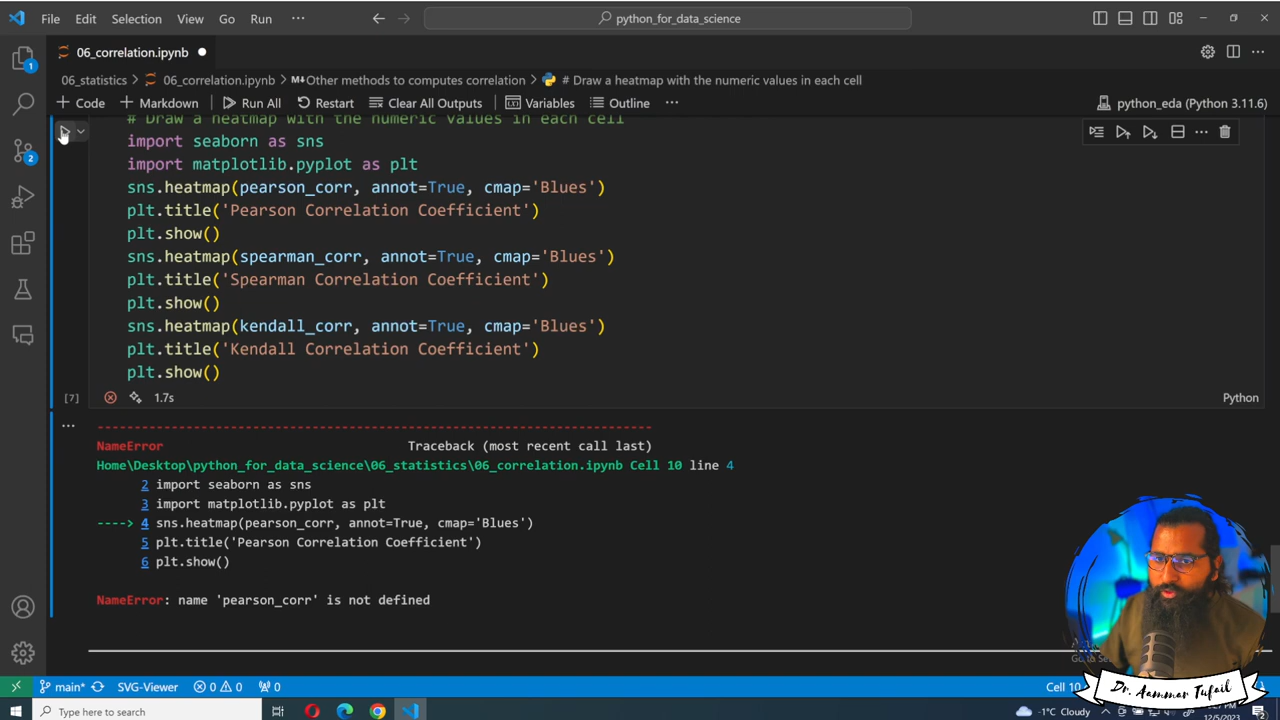 File Edit Selection View Go Run ··· python_for_data_science
06_correlation.ipynb
06_statistics > 06_correlation.ipynb > M↓Other methods to computes correlation > # Draw a heatmap with the numeric values in each cell
+ Code + Markdown Run All Restart Clear All Outputs Variables Outline ··· python_eda (Python 3.11.6)
# Draw a heatmap with the numeric values in each cell
import seaborn as sns
import matplotlib.pyplot as plt
sns.heatmap(pearson_corr, annot=True, cmap='Blues')
plt.title('Pearson Correlation Coefficient')
plt.show()
sns.heatmap(spearman_corr, annot=True, cmap='Blues')
plt.title('Spearman Correlation Coefficient')
plt.show()
sns.heatmap(kendall_corr, annot=True, cmap='Blues')
plt.title('Kendall Correlation Coefficient')
plt.show()
[7] 1.7s Python
NameError Traceback (most recent call last)
Home\Desktop\python_for_data_science\06_statistics\06_correlation.ipynb Cell 10 line 4
2 import seaborn as sns
3 import matplotlib.pyplot as plt
----> 4 sns.heatmap(pearson_corr, annot=True, cmap='Blues')
5 plt.title('Pearson Correlation Coefficient')
6 plt.show()
NameError: name 'pearson_corr' is not defined
Dr. Aammar Tufail
main* SVG-Viewer 0 0 0 Cell 10
Type here to search -1°C Cloudy 12/5/2023